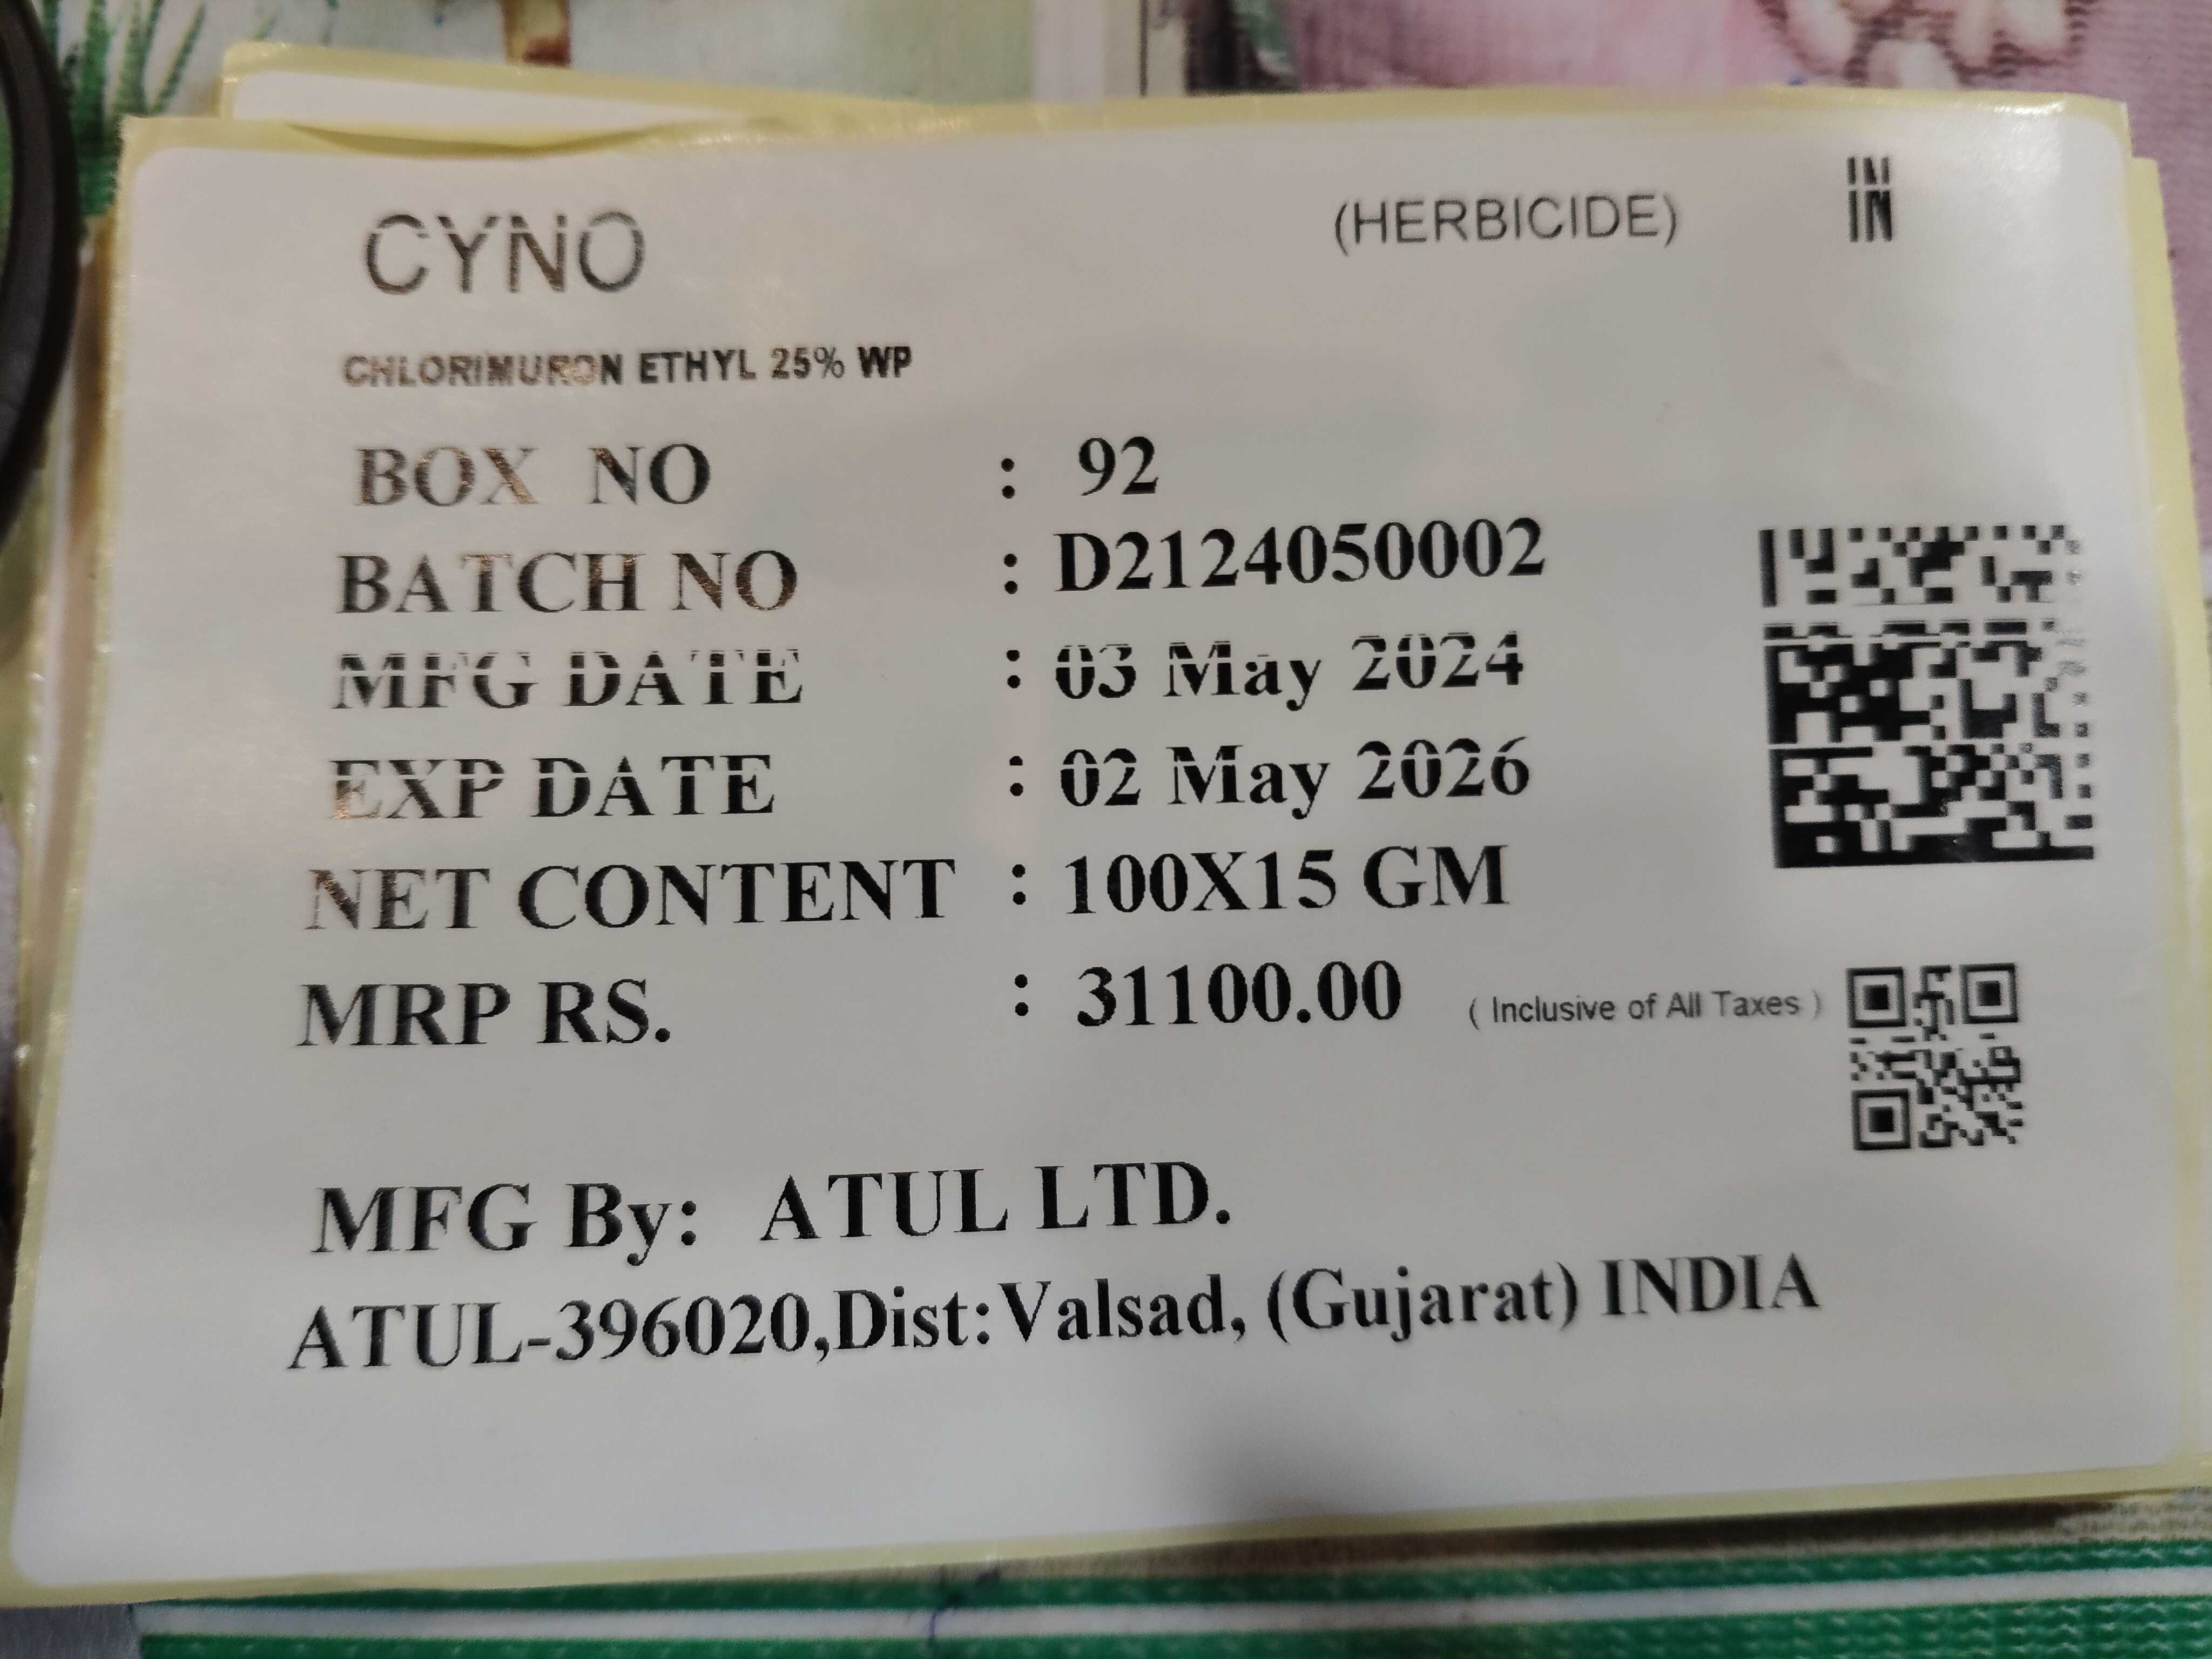 CYNO (HERBICIDE) IN
CHLORIMURON ETHYL 25% WP
BOX NO : 92
BATCH NO : D2124050002
MFG DATE : 03 May 2024
EXP DATE : 02 May 2026
NET CONTENT : 100X15 GM
MRP RS. : 31100.00 ( Inclusive of All Taxes )
MFG By: ATUL LTD.
ATUL-396020,Dist:Valsad, (Gujarat) INDIA